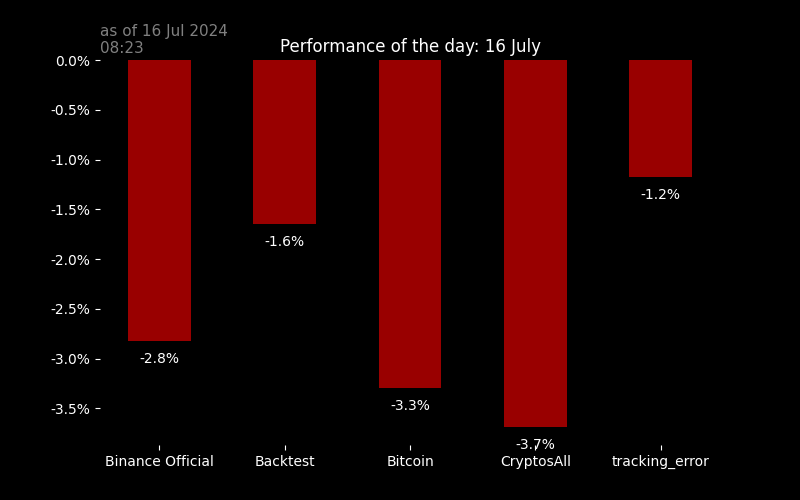 as of 16 Jul 2024
08:23
Performance of the day: 16 July
0.0%
-0.5%
-1.0%
-1.5%
-2.0%
-2.5%
-3.0%
-3.5%
-2.8%
-1.6%
-3.3%
-3.7%
-1.2%
Binance Official
Backtest
Bitcoin
CryptosAll
tracking_error